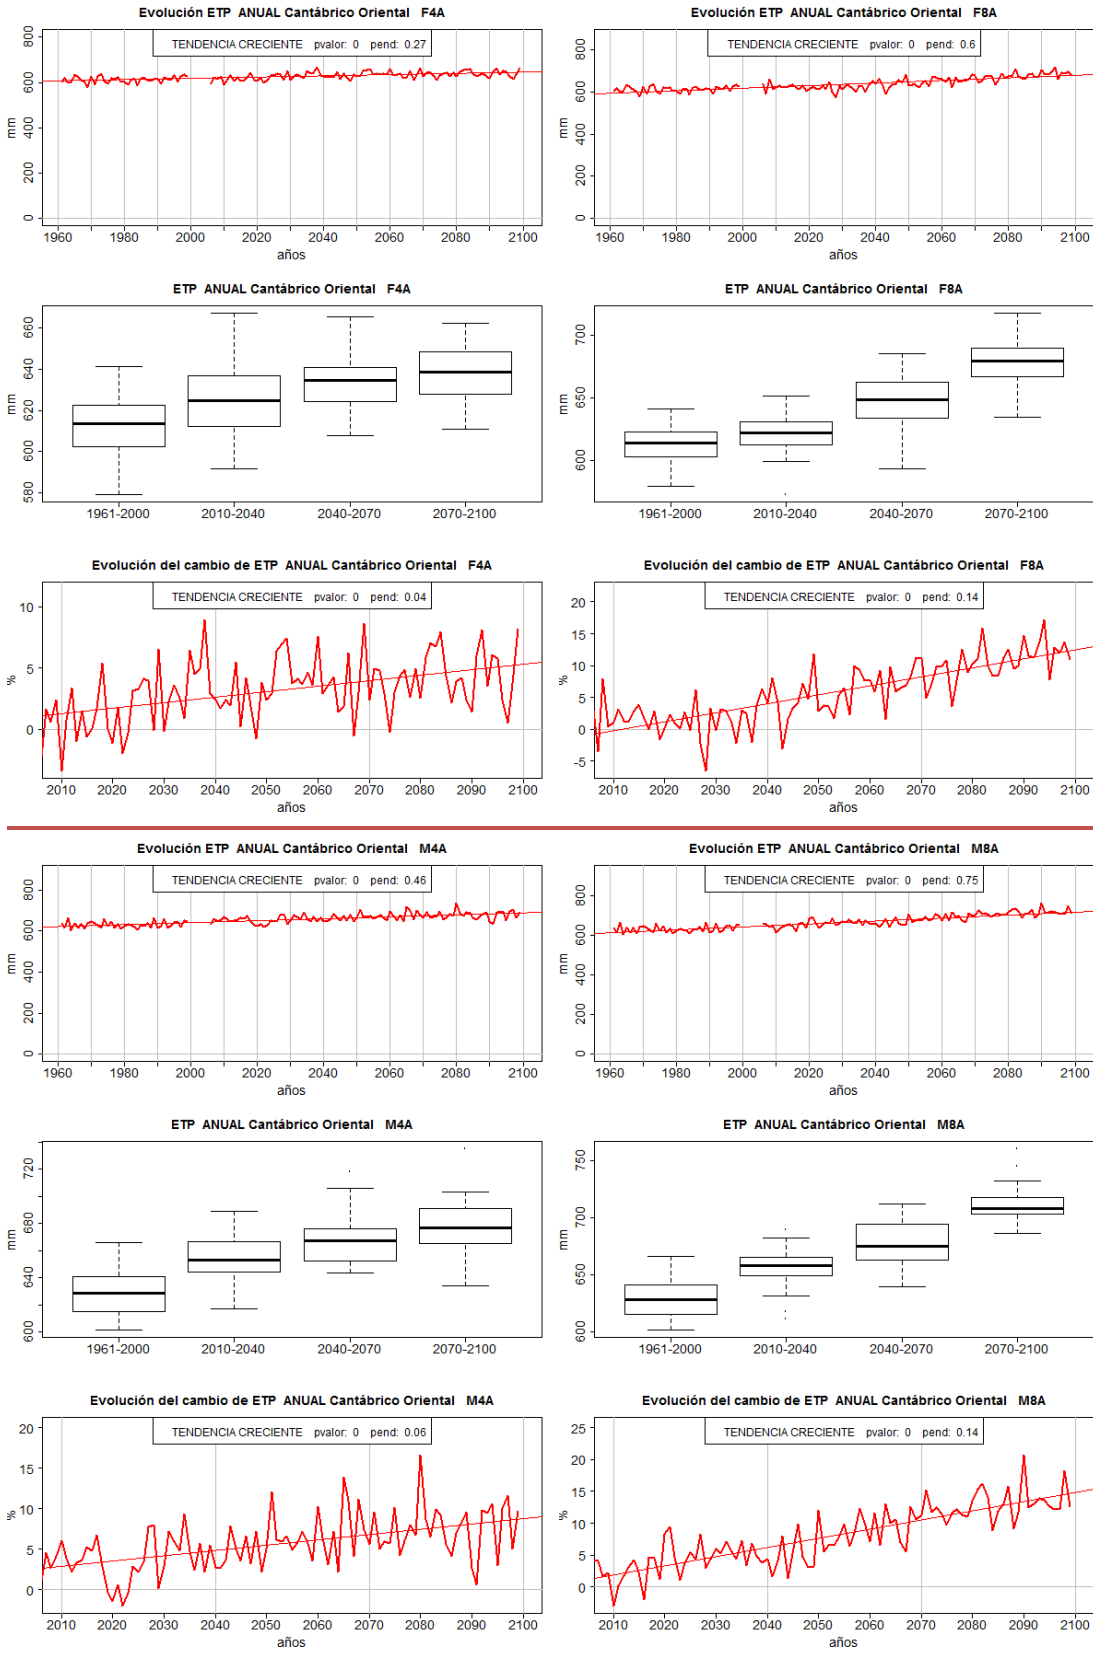 Evolución ETP ANUAL Cantábrico Oriental F4A
TENDENCIA CRECIENTE pvalor: 0 pend: 0.27
mm
0 200 400 600 800
1960 1980 2000 2020 2040 2060 2080 2100
años
Evolución ETP ANUAL Cantábrico Oriental F8A
TENDENCIA CRECIENTE pvalor: 0 pend: 0.6
mm
0 200 400 600 800
1960 1980 2000 2020 2040 2060 2080 2100
años
ETP ANUAL Cantábrico Oriental F4A
mm
580 600 620 640 660
1961-2000 2010-2040 2040-2070 2070-2100
ETP ANUAL Cantábrico Oriental F8A
mm
600 650 700
1961-2000 2010-2040 2040-2070 2070-2100
Evolución del cambio de ETP ANUAL Cantábrico Oriental F4A
TENDENCIA CRECIENTE pvalor: 0 pend: 0.04
%
10
5
0
2010 2020 2030 2040 2050 2060 2070 2080 2090 2100
años
Evolución del cambio de ETP ANUAL Cantábrico Oriental F8A
TENDENCIA CRECIENTE pvalor: 0 pend: 0.14
%
20
15
10
5
0
-5
2010 2020 2030 2040 2050 2060 2070 2080 2090 2100
años
Evolución ETP ANUAL Cantábrico Oriental M4A
TENDENCIA CRECIENTE pvalor: 0 pend: 0.46
mm
0 200 400 600 800
1960 1980 2000 2020 2040 2060 2080 2100
años
Evolución ETP ANUAL Cantábrico Oriental M8A
TENDENCIA CRECIENTE pvalor: 0 pend: 0.75
mm
0 200 400 600 800
1960 1980 2000 2020 2040 2060 2080 2100
años
ETP ANUAL Cantábrico Oriental M4A
mm
600 640 680 720
1961-2000 2010-2040 2040-2070 2070-2100
ETP ANUAL Cantábrico Oriental M8A
mm
600 650 700 750
1961-2000 2010-2040 2040-2070 2070-2100
Evolución del cambio de ETP ANUAL Cantábrico Oriental M4A
TENDENCIA CRECIENTE pvalor: 0 pend: 0.06
%
20
15
10
5
0
2010 2020 2030 2040 2050 2060 2070 2080 2090 2100
años
Evolución del cambio de ETP ANUAL Cantábrico Oriental M8A
TENDENCIA CRECIENTE pvalor: 0 pend: 0.14
%
25
20
15
10
5
0
2010 2020 2030 2040 2050 2060 2070 2080 2090 2100
años